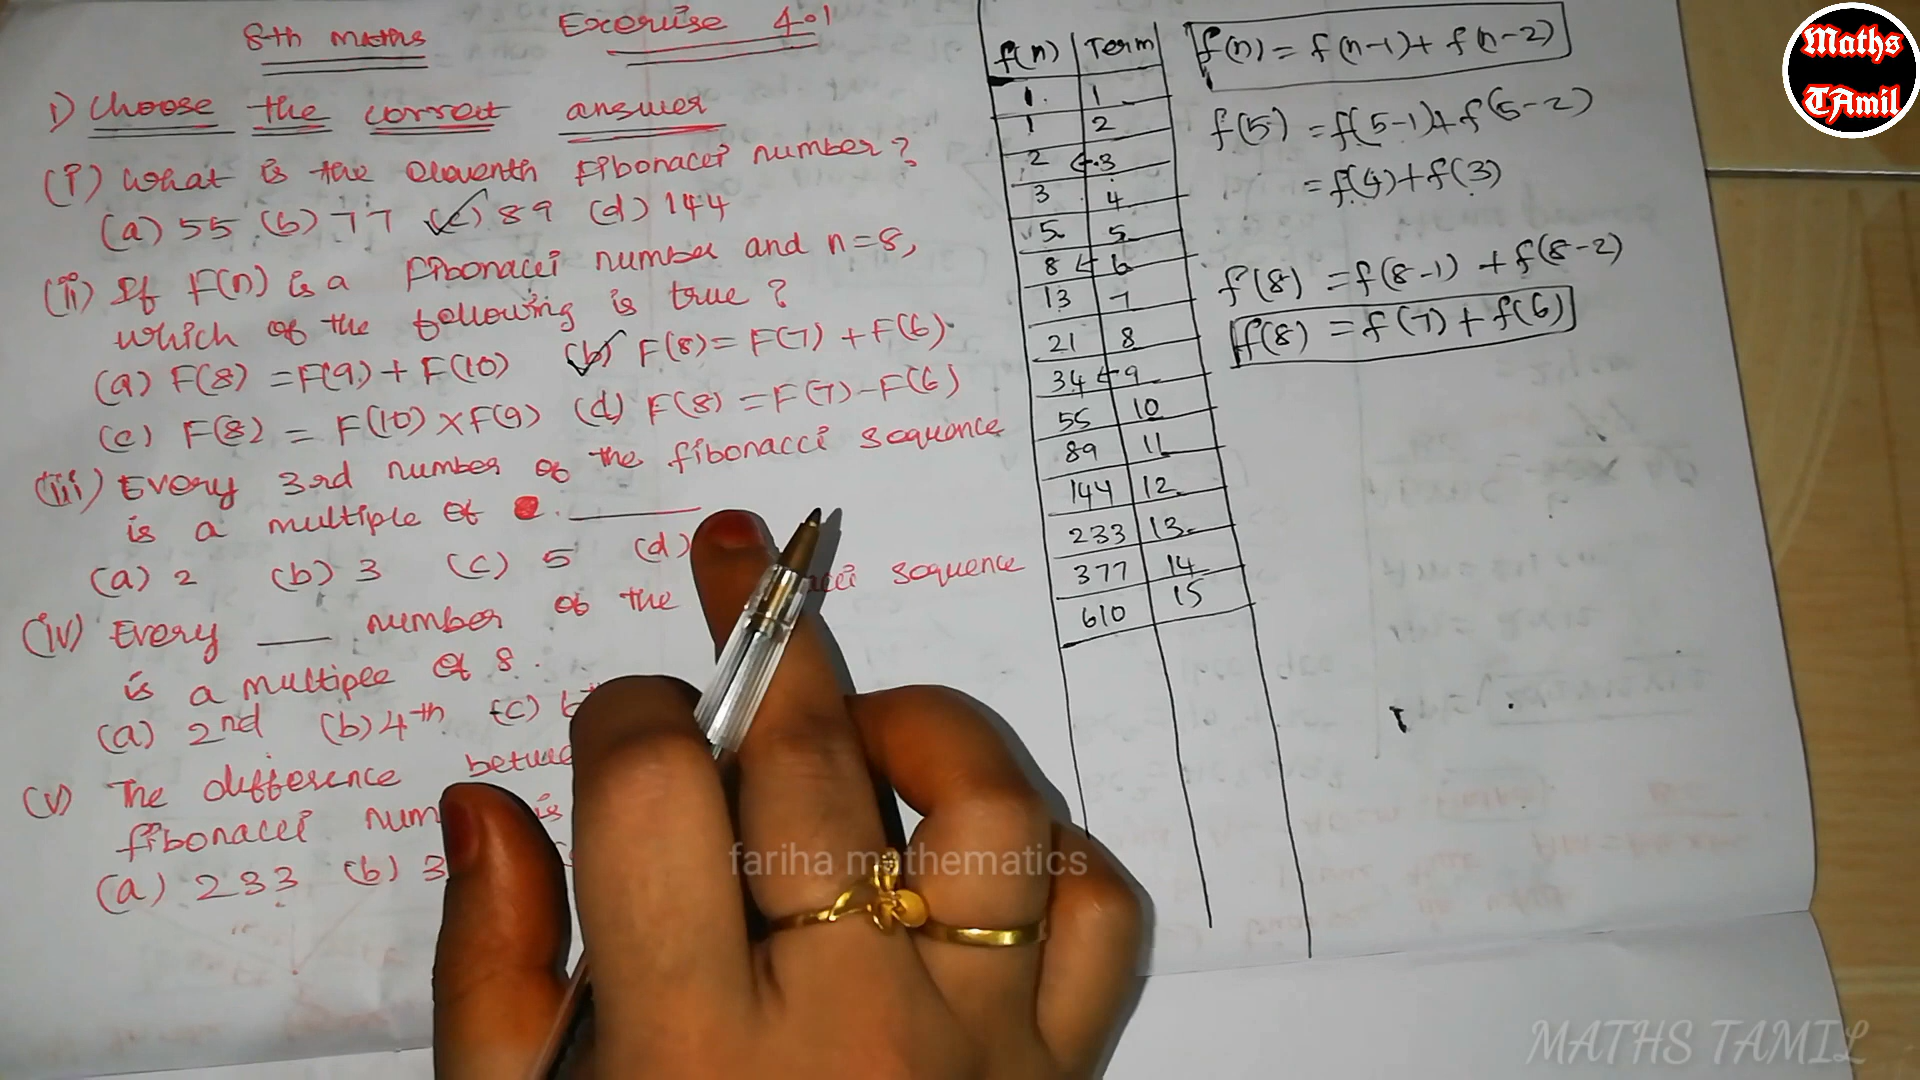 8th maths Exercise 4.1
1) Choose the correct answer
(i) What is the eleventh Fibonacci number?
(a) 55 (b) 77 (c) 89 (d) 144
(ii) If F(n) is a Fibonacci number and n=8,
which of the following is true?
(a) F(8) = F(9) + F(10) (b) F(8) = F(7) + F(6)
(c) F(8) = F(10) × F(9) (d) F(8) = F(7) - F(6)
(iii) Every 3rd number of the fibonacci sequence
is a multiple of
(a) 2 (b) 3 (c) 5 (d)
(iv) Every ___ number of the sequence
is a multiple of 8.
(a) 2nd (b) 4th (c) 6th
(v) The difference
fibonacci is
(a) 233 (b) 3
f(n) Term
1 1
1 2
2 ← 3
3 4
5 5
8 ← 6
13 7
21 8
34 ← 9
55 10
89 11
144 12
233 13
377 14
610 15
f(n) = f(n-1) + f(n-2)
f(5) = f(5-1) + f(5-2)
= f(4) + f(3)
f(8) = f(8-1) + f(8-2)
f(8) = f(7) + f(6)
Maths
TAmil
fariha mathematics
MATHS TAMIL